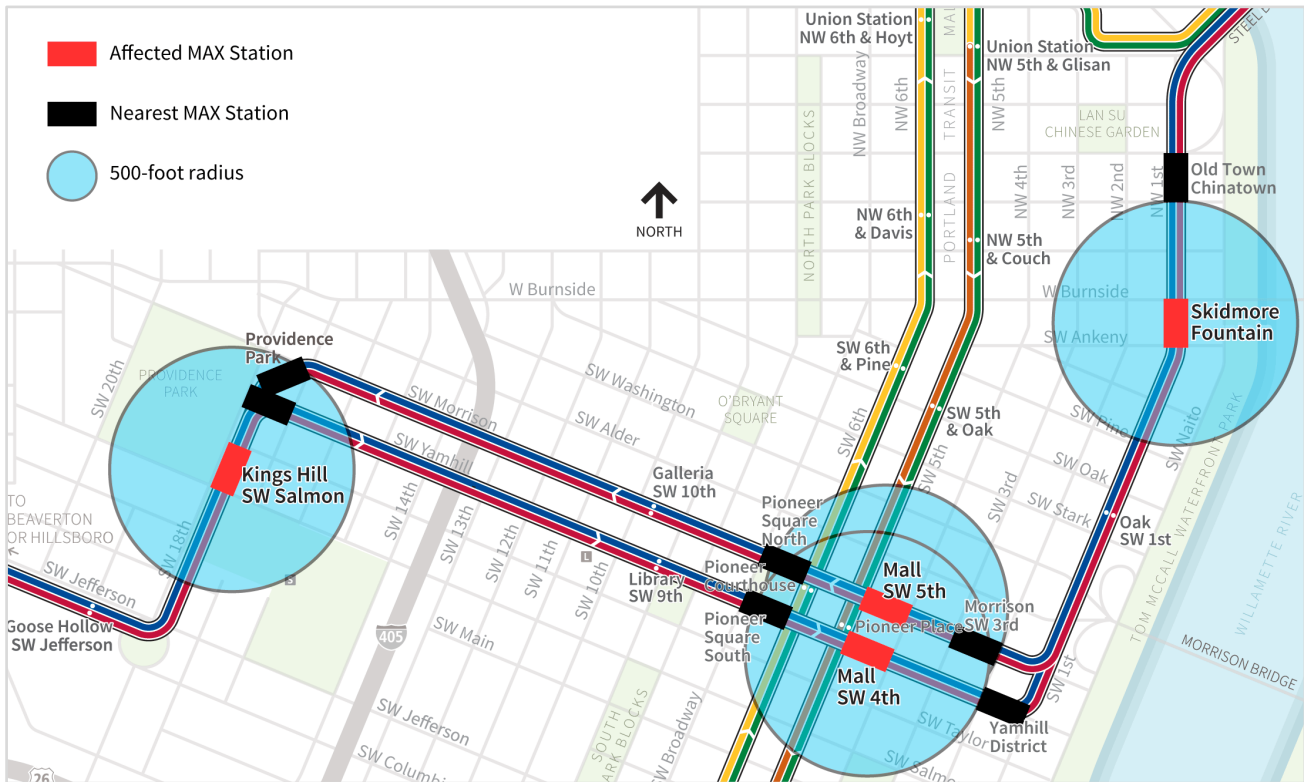 Affected MAX Station
Nearest MAX Station
500-foot radius
NORTH
Union Station
NW 6th & Hoyt
Union Station
NW 5th & Glisan
NW Broadway
NW 6th
NW 5th
PORTLAND TRANSIT MAL
NORTH PARK BLOCKS
LAN SU
CHINESE GARDEN
NW 4th
NW 3rd
NW 2nd
NW 1st
Old Town
Chinatown
NW 6th
& Davis
NW 5th
& Couch
W Burnside
W Burnside
SW Ankeny
Skidmore
Fountain
Providence
Park
PROVIDENCE
PARK
SW 20th
SW 18th
Kings Hill
SW Salmon
TO
BEAVERTON
OR HILLSBORO
SW Jefferson
Goose Hollow
SW Jefferson
SW Morrison
SW Yamhill
SW Washington
SW Alder
O'BRYANT
SQUARE
SW 6th
& Pine
SW 5th
& Oak
SW 6th
SW 5th
SW Pine
SW Oak
SW Stark
SW 3rd
SW Naito
Oak
SW 1st
SW 14th
SW 13th
SW 12th
SW 11th
SW 10th
L
S
Galleria
SW 10th
Library
SW 9th
Pioneer
Square
North
Pioneer
Courthouse
Pioneer
Square
South
Mall
SW 5th
Pioneer Place
Mall
SW 4th
Morrison
SW 3rd
Yamhill
District
SW 1st
SW Taylor
SW Salmo
405
SW Main
SW Jefferson
SW Columbi
SOUTH
ARK BLOCKS
SW Broadway
26
TOM MCCALL WATERFRONT PARK
WILLAMETTE RIVER
MORRISON BRIDGE
STEEL B